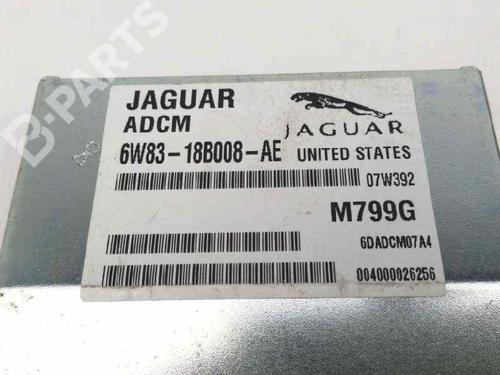 B-PARTS
JAGUAR
ADCM
JAGUAR
6W83-18B008-AE UNITED STATES
07W392
M799G
6DADCM07A4
004000026256